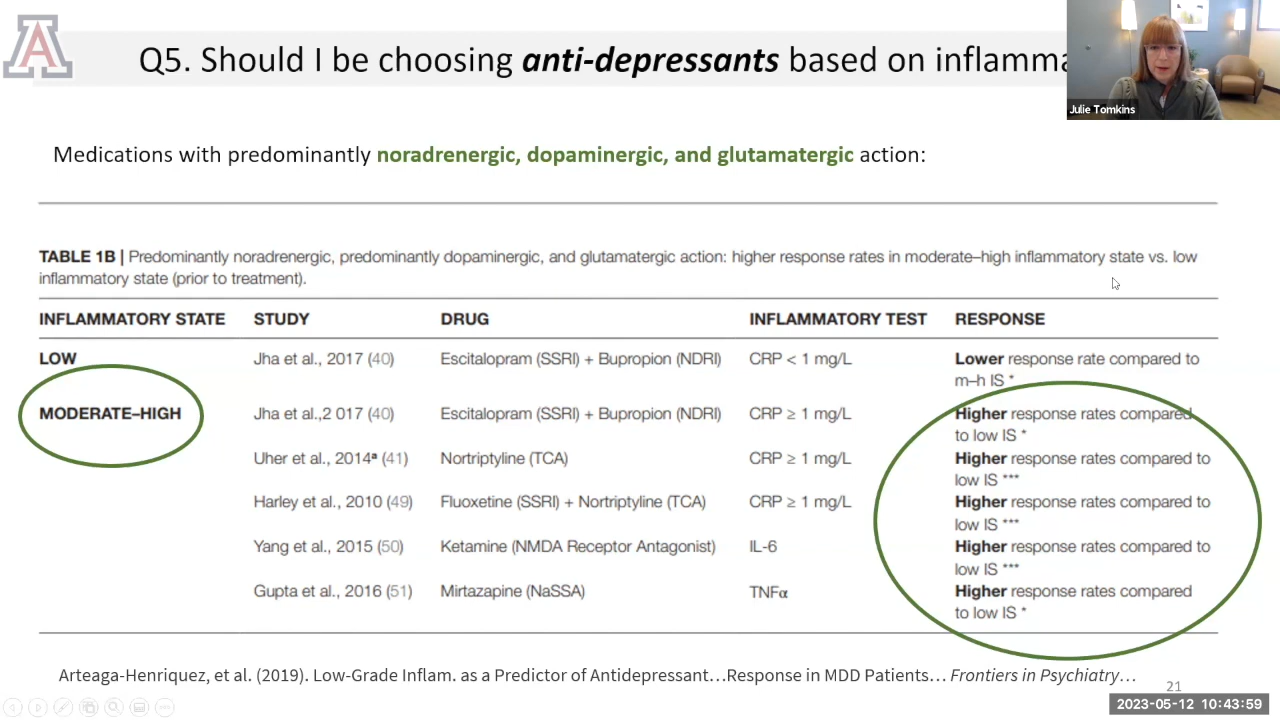 Q5. Should I be choosing anti-depressants based on inflamma
Julie Tomkins
Medications with predominantly noradrenergic, dopaminergic, and glutamatergic action:
TABLE 1B | Predominantly noradrenergic, predominantly dopaminergic, and glutamatergic action: higher response rates in moderate–high inflammatory state vs. low
inflammatory state (prior to treatment).
INFLAMMATORY STATE STUDY DRUG INFLAMMATORY TEST RESPONSE
LOW Jha et al., 2017 (40) Escitalopram (SSRI) + Bupropion (NDRI) CRP < 1 mg/L Lower response rate compared to
m–h IS *
MODERATE–HIGH Jha et al.,2 017 (40) Escitalopram (SSRI) + Bupropion (NDRI) CRP ≥ 1 mg/L Higher response rates compared
to low IS *
Uher et al., 2014ª (41) Nortriptyline (TCA) CRP ≥ 1 mg/L Higher response rates compared to
low IS ***
Harley et al., 2010 (49) Fluoxetine (SSRI) + Nortriptyline (TCA) CRP ≥ 1 mg/L Higher response rates compared to
low IS ***
Yang et al., 2015 (50) Ketamine (NMDA Receptor Antagonist) IL-6 Higher response rates compared to
low IS ***
Gupta et al., 2016 (51) Mirtazapine (NaSSA) TNFα Higher response rates compared
to low IS *
Arteaga-Henriquez, et al. (2019). Low-Grade Inflam. as a Predictor of Antidepressant…Response in MDD Patients… Frontiers in Psychiatry…
21
2023-05-12 10:43:59